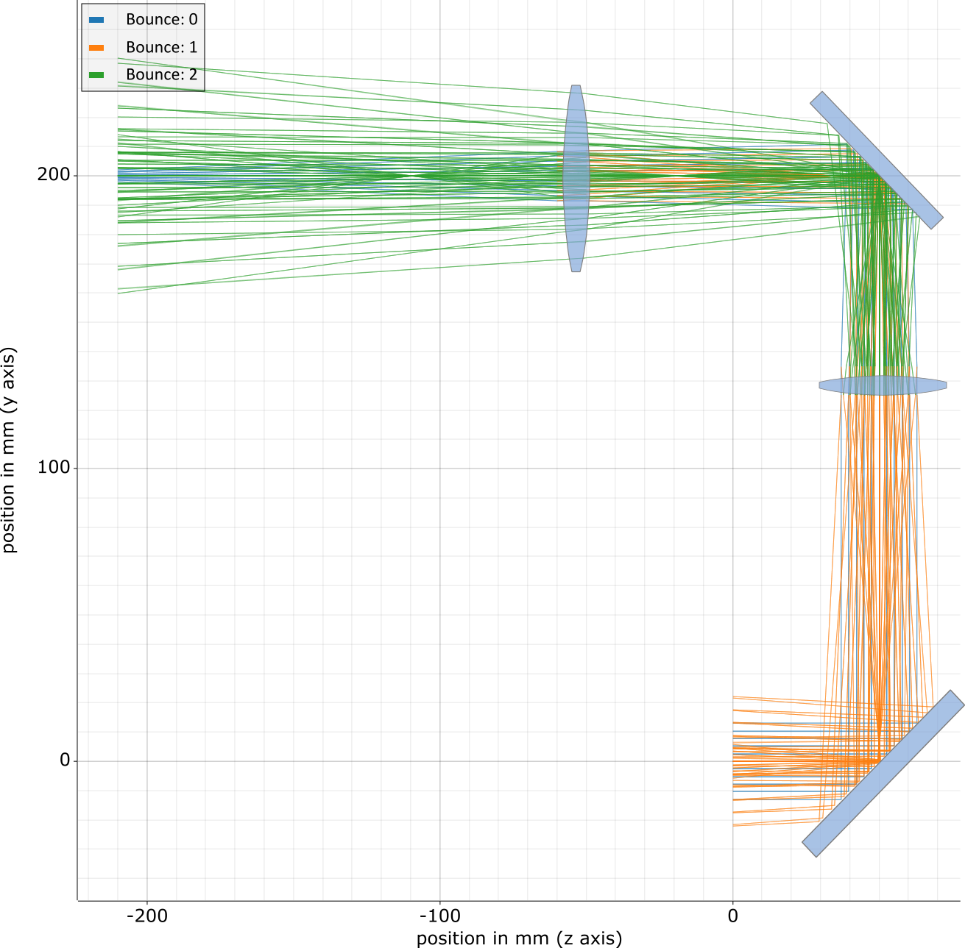 Bounce: 0
Bounce: 1
Bounce: 2
200
100
0
position in mm (y axis)
-200
-100
0
position in mm (z axis)